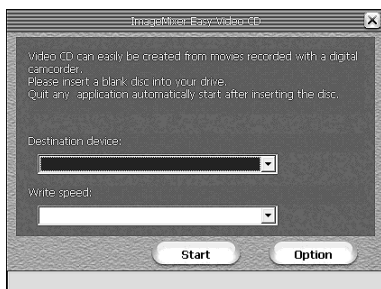 ImageMixer Easy Video CD
Video CD can easily be created from movies recorded with a digital
camcorder.
Please insert a blank disc into your drive.
Quit any application automatically start after inserting the disc.
Destination device:
Write speed:
Start
Option